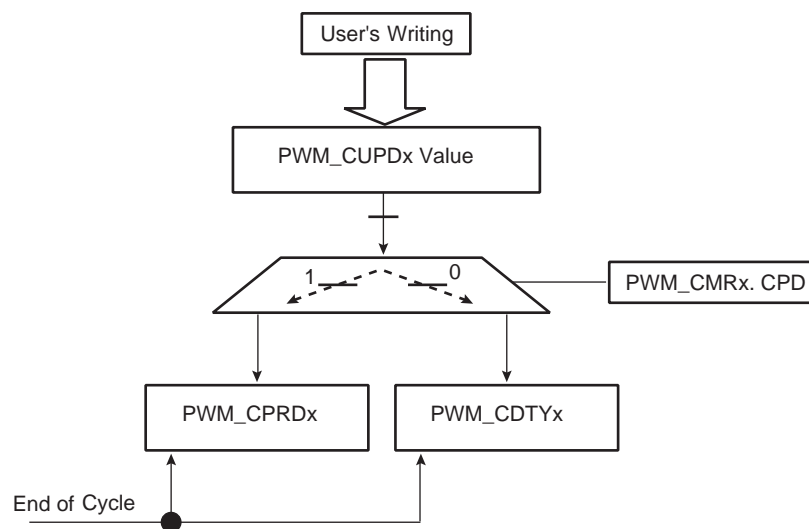 User's Writing
PWM_CUPDx Value
1
0
PWM_CMRx. CPD
PWM_CPRDx
PWM_CDTYx
End of Cycle